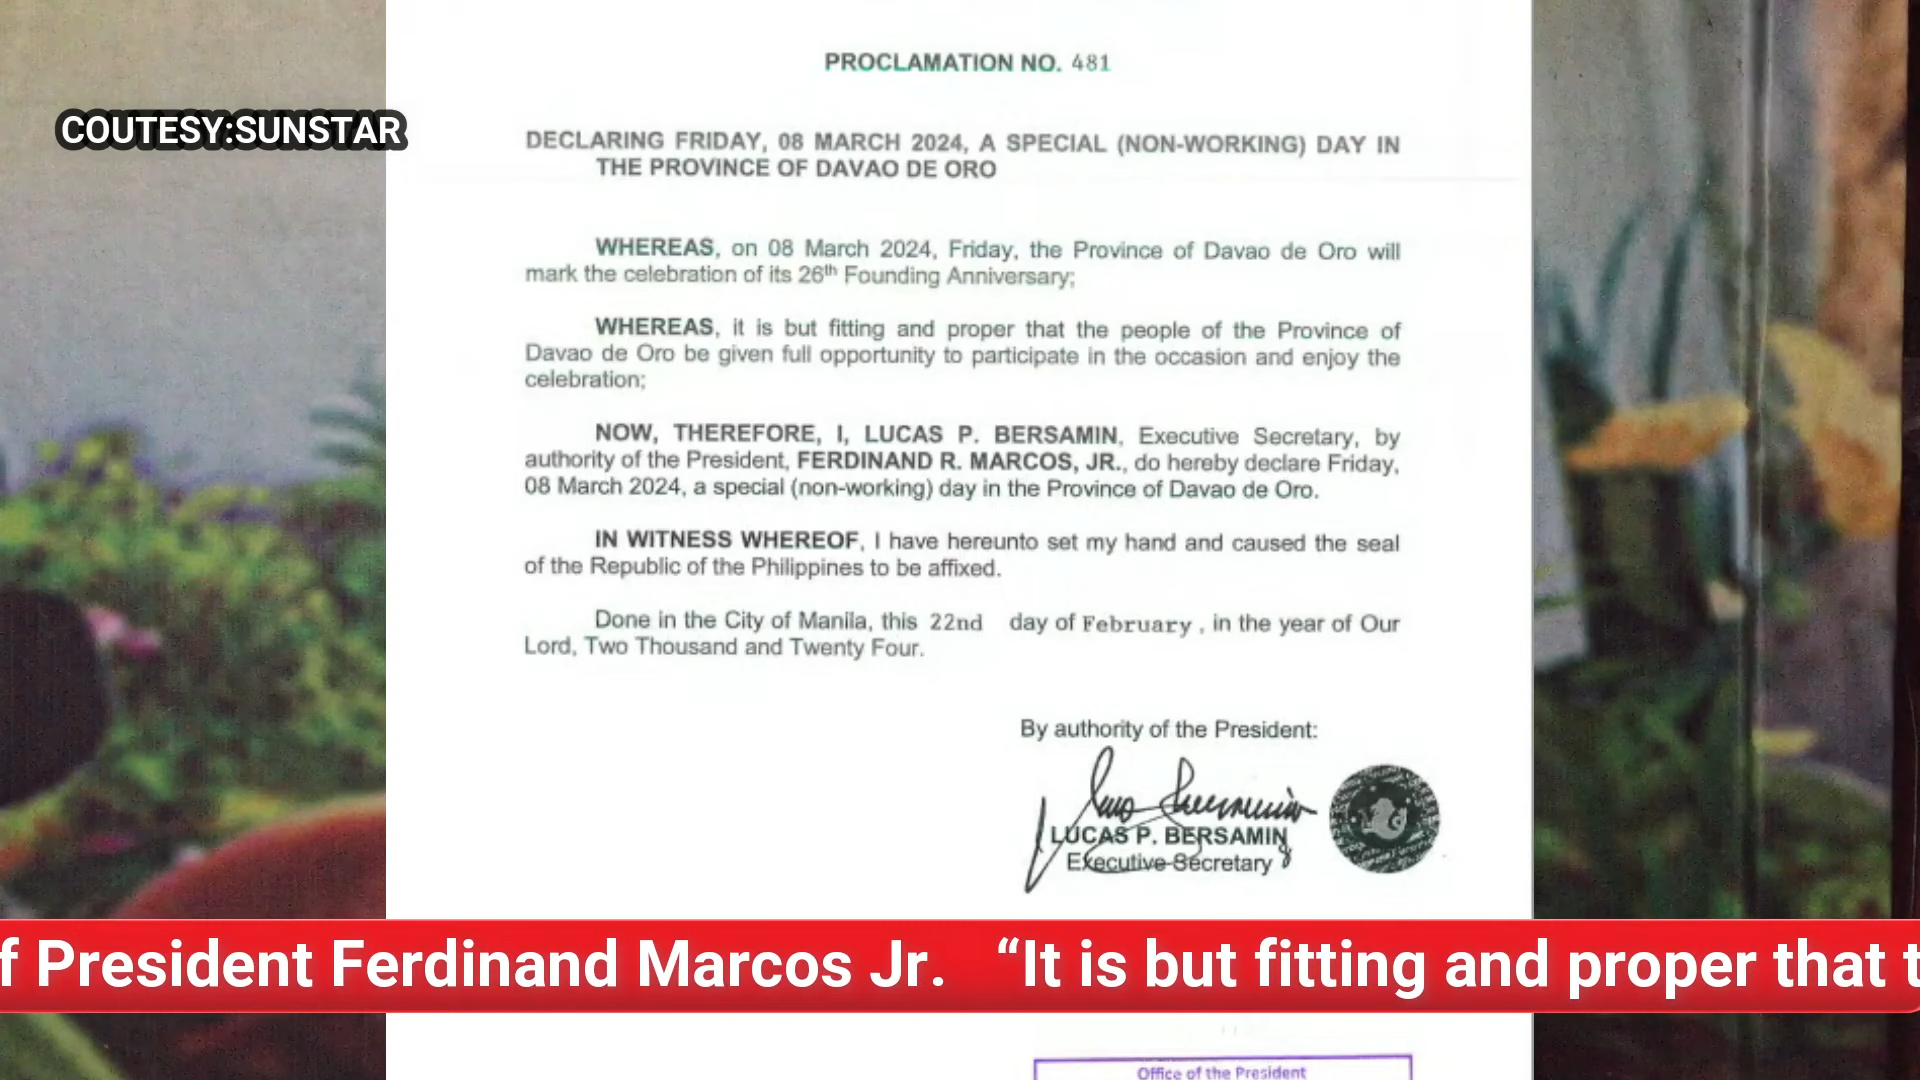 PROCLAMATION NO. 481
COUTESY:SUNSTAR
DECLARING FRIDAY, 08 MARCH 2024, A SPECIAL (NON-WORKING) DAY IN
THE PROVINCE OF DAVAO DE ORO
WHEREAS, on 08 March 2024, Friday, the Province of Davao de Oro will
mark the celebration of its 26th Founding Anniversary;
WHEREAS, it is but fitting and proper that the people of the Province of
Davao de Oro be given full opportunity to participate in the occasion and enjoy the
celebration;
NOW, THEREFORE, I, LUCAS P. BERSAMIN, Executive Secretary, by
authority of the President, FERDINAND R. MARCOS, JR., do hereby declare Friday,
08 March 2024, a special (non-working) day in the Province of Davao de Oro.
IN WITNESS WHEREOF, I have hereunto set my hand and caused the seal
of the Republic of the Philippines to be affixed.
Done in the City of Manila, this 22nd day of February, in the year of Our
Lord, Two Thousand and Twenty Four.
By authority of the President:
LUCAS P. BERSAMIN
Executive Secretary
f President Ferdinand Marcos Jr. “It is but fitting and proper that t
Office of the President